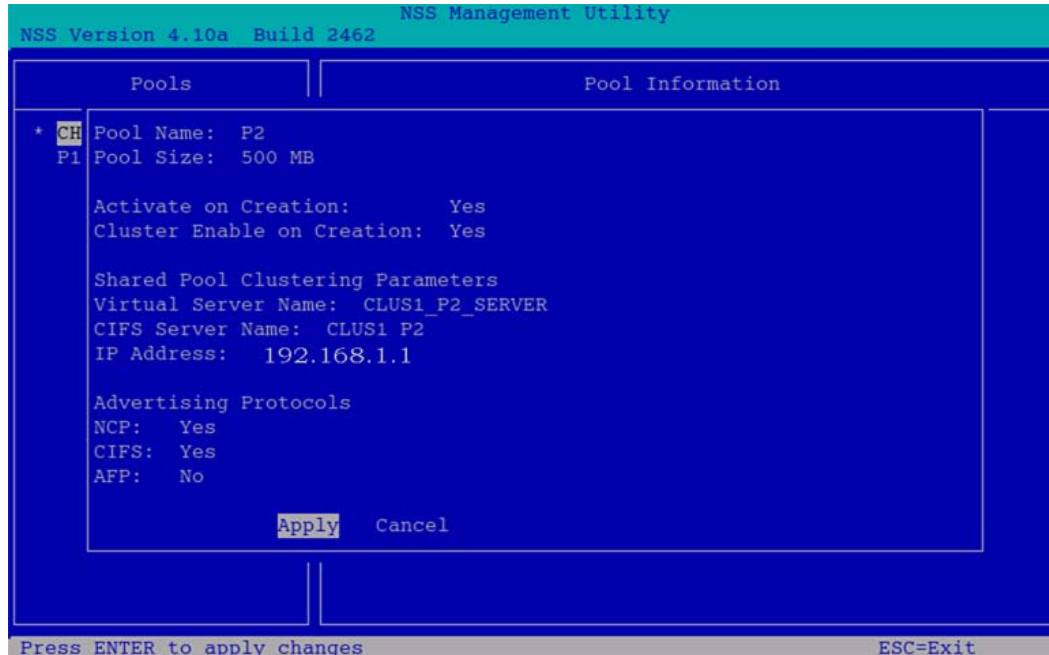 NSS Management Utility
NSS Version 4.10a Build 2462
Pools
Pool Information
* CH
P1
Pool Name: P2
Pool Size: 500 MB
Activate on Creation: Yes
Cluster Enable on Creation: Yes
Shared Pool Clustering Parameters
Virtual Server Name: CLUS1_P2_SERVER
CIFS Server Name: CLUS1 P2
IP Address: 192.168.1.1
Advertising Protocols
NCP: Yes
CIFS: Yes
AFP: No
Apply Cancel
Press ENTER to apply changes ESC=Exit